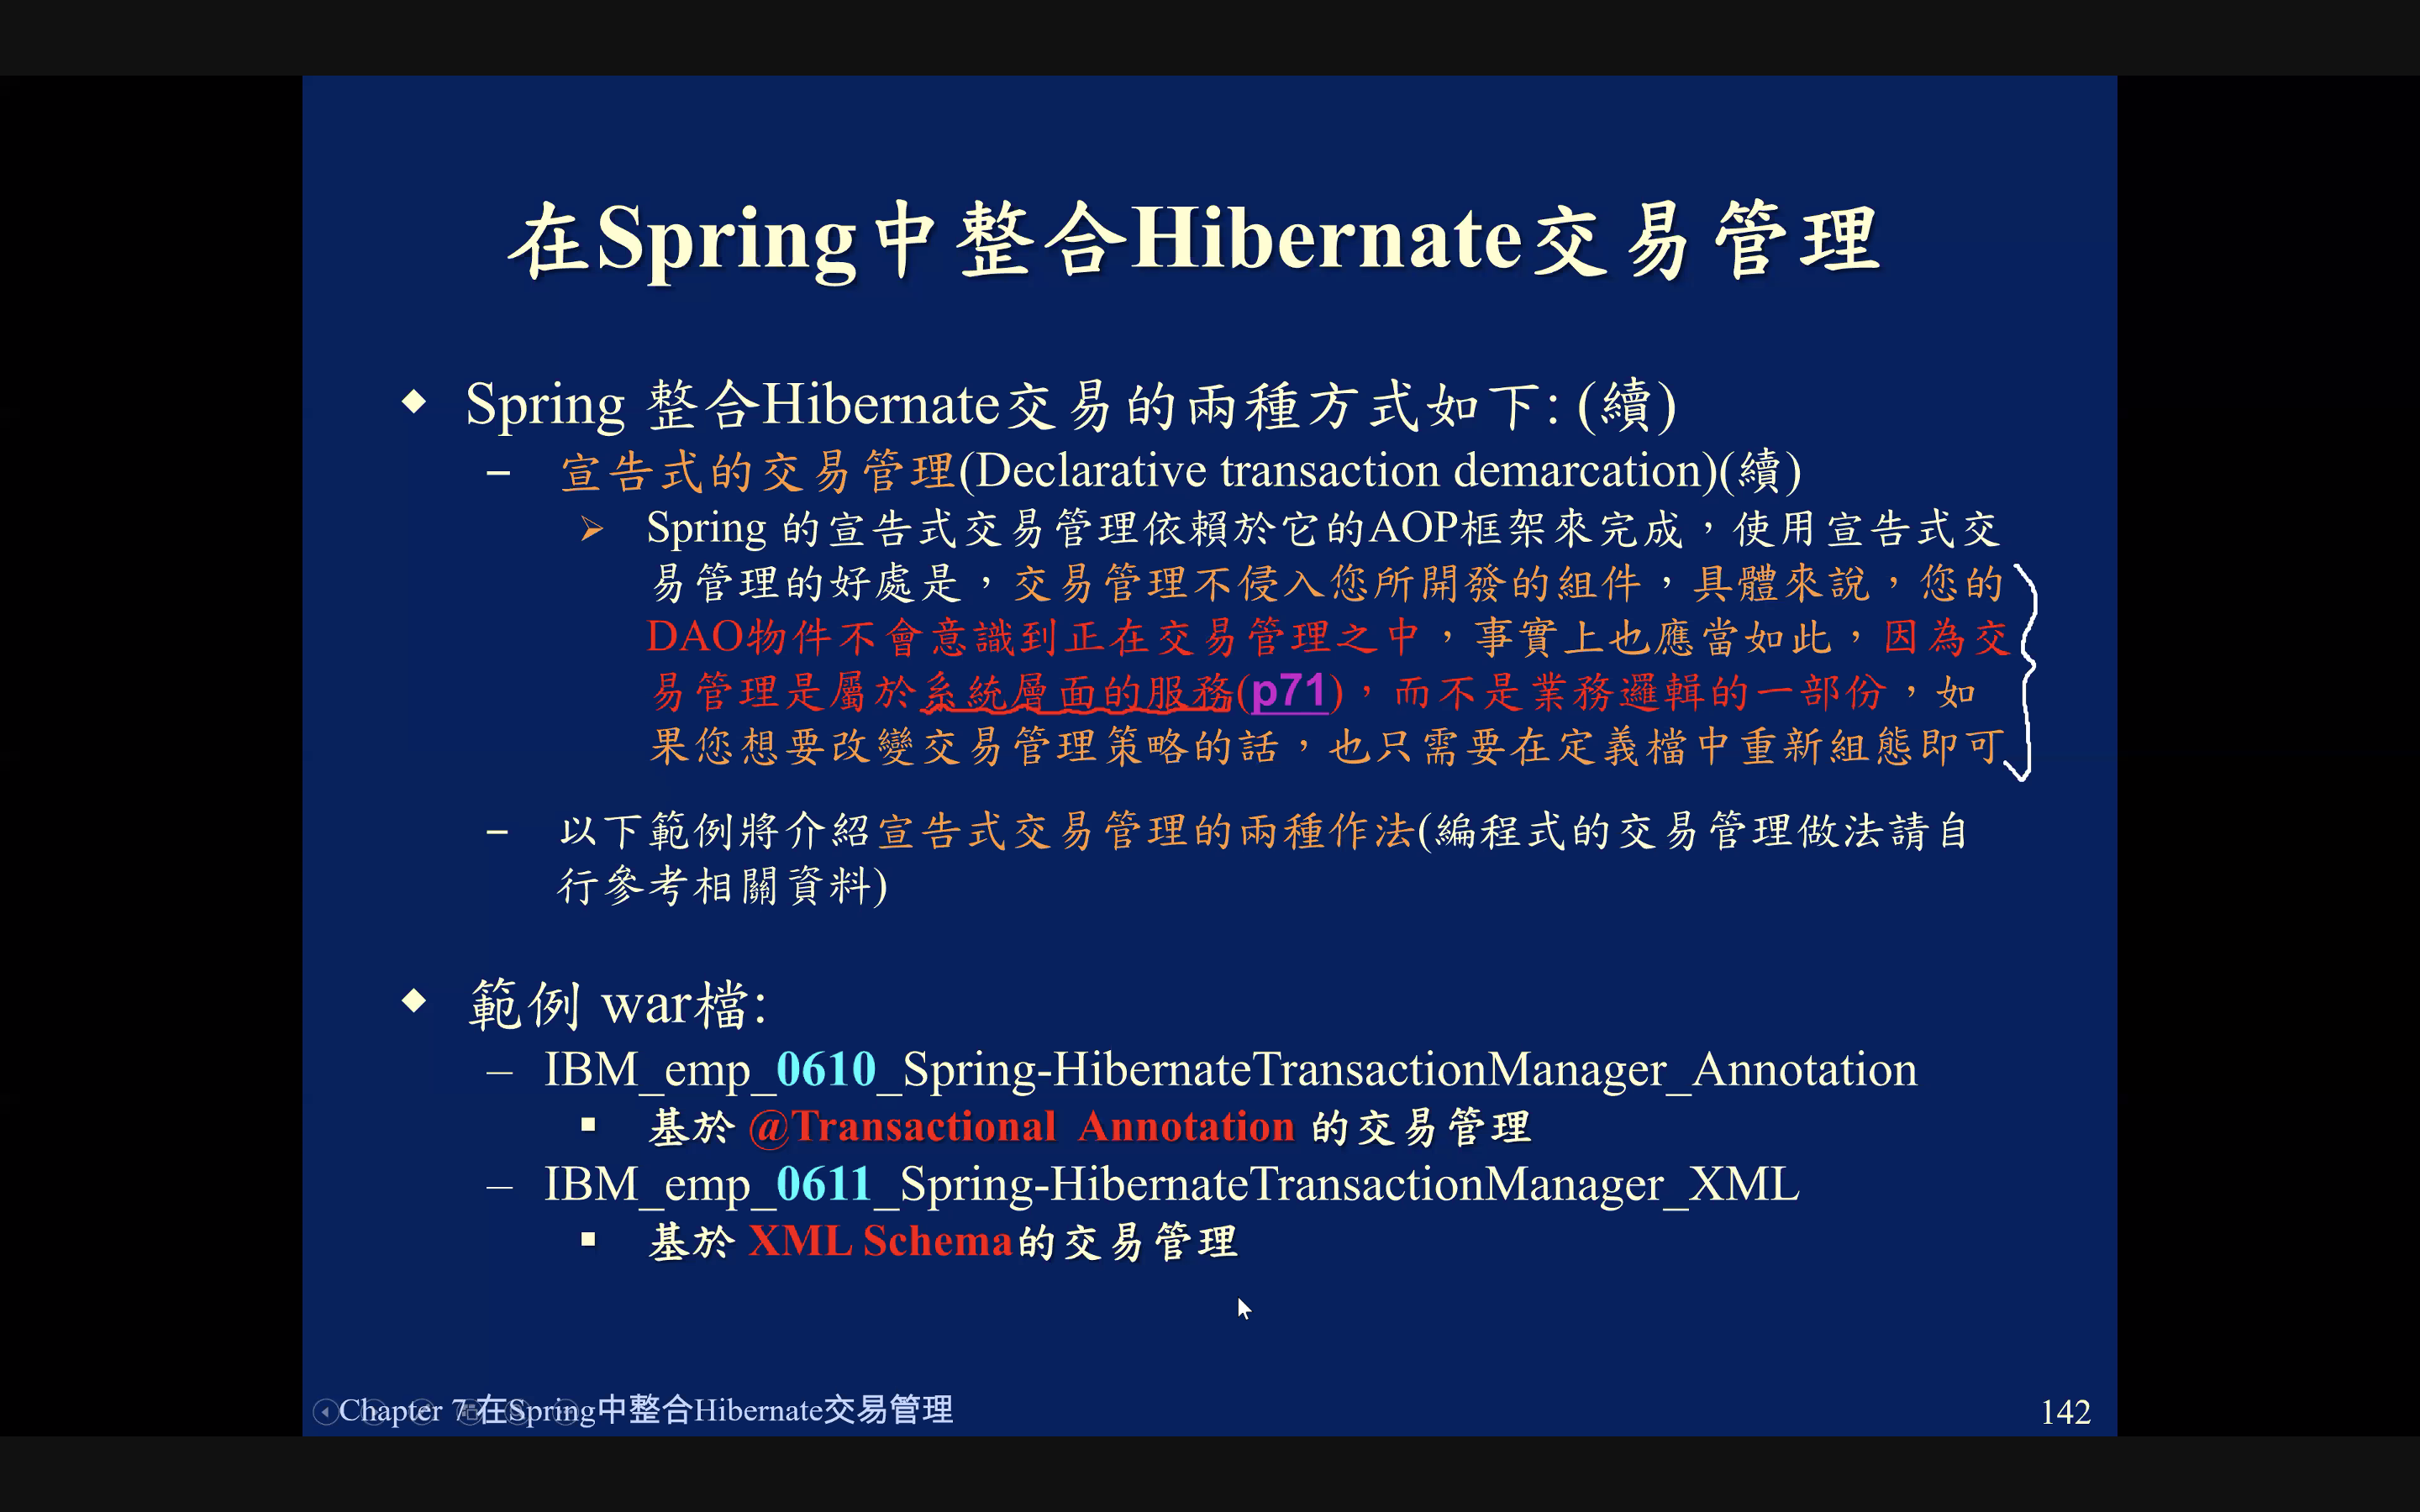 在Spring中整合Hibernate交易管理
◆ Spring 整合Hibernate交易的兩種方式如下: (續)
– 宣告式的交易管理(Declarative transaction demarcation)(續)
➢ Spring 的宣告式交易管理依賴於它的AOP框架來完成，使用宣告式交
易管理的好處是，交易管理不侵入您所開發的組件，具體來說，您的
DAO物件不會意識到正在交易管理之中，事實上也應當如此，因為交
易管理是屬於系統層面的服務(p71)，而不是業務邏輯的一部份，如
果您想要改變交易管理策略的話，也只需要在定義檔中重新組態即可
– 以下範例將介紹宣告式交易管理的兩種作法(編程式的交易管理做法請自
行參考相關資料)
◆ 範例 war檔:
– IBM_emp_0610_Spring-HibernateTransactionManager_Annotation
▪ 基於 @Transactional Annotation 的交易管理
– IBM_emp_0611_Spring-HibernateTransactionManager_XML
▪ 基於 XML Schema的交易管理
Chapter 7 在Spring中整合Hibernate交易管理
142